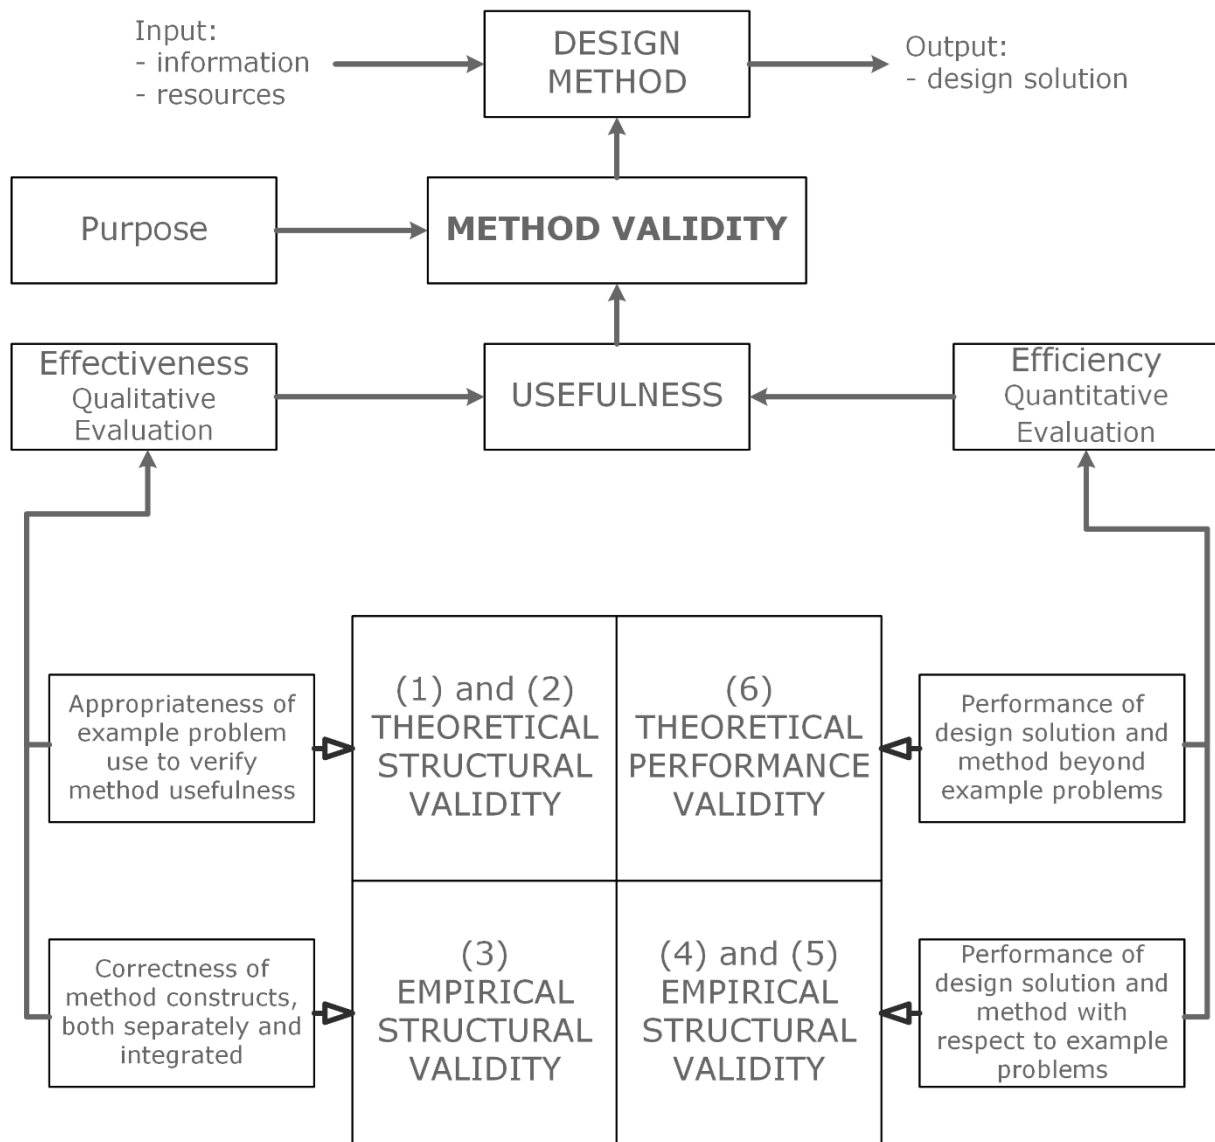 Input:
- information
- resources
DESIGN
METHOD
Output:
- design solution
Purpose
METHOD VALIDITY
Effectiveness
Qualitative
Evaluation
USEFULNESS
Efficiency
Quantitative
Evaluation
Appropriateness of
example problem
use to verify
method usefulness
(1) and (2)
THEORETICAL
STRUCTURAL
VALIDITY
(6)
THEORETICAL
PERFORMANCE
VALIDITY
Performance of
design solution and
method beyond
example problems
Correctness of
method constructs,
both separately and
integrated
(3)
EMPIRICAL
STRUCTURAL
VALIDITY
(4) and (5)
EMPIRICAL
STRUCTURAL
VALIDITY
Performance of
design solution and
method with
respect to example
problems